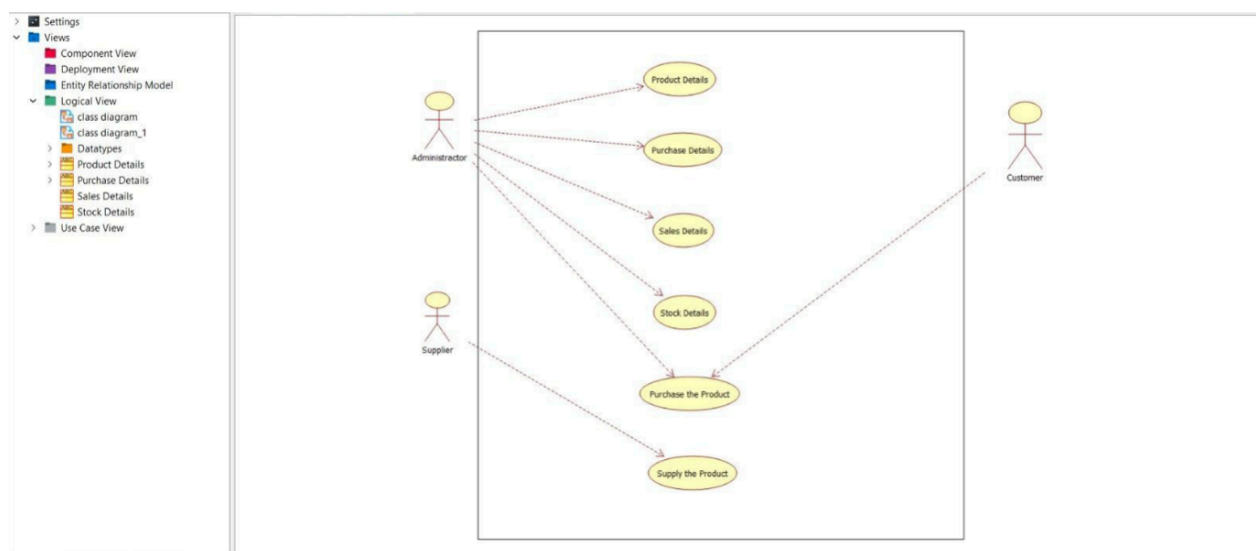 Settings
Views
Component View
Deployment View
Entity Relationship Model
Logical View
class diagram
class diagram_1
Datatypes
Product Details
Purchase Details
Sales Details
Stock Details
Use Case View
Product Details
Administractor
Purchase Details
Customer
Sales Details
Stock Details
Supplier
Purchase the Product
Supply the Product